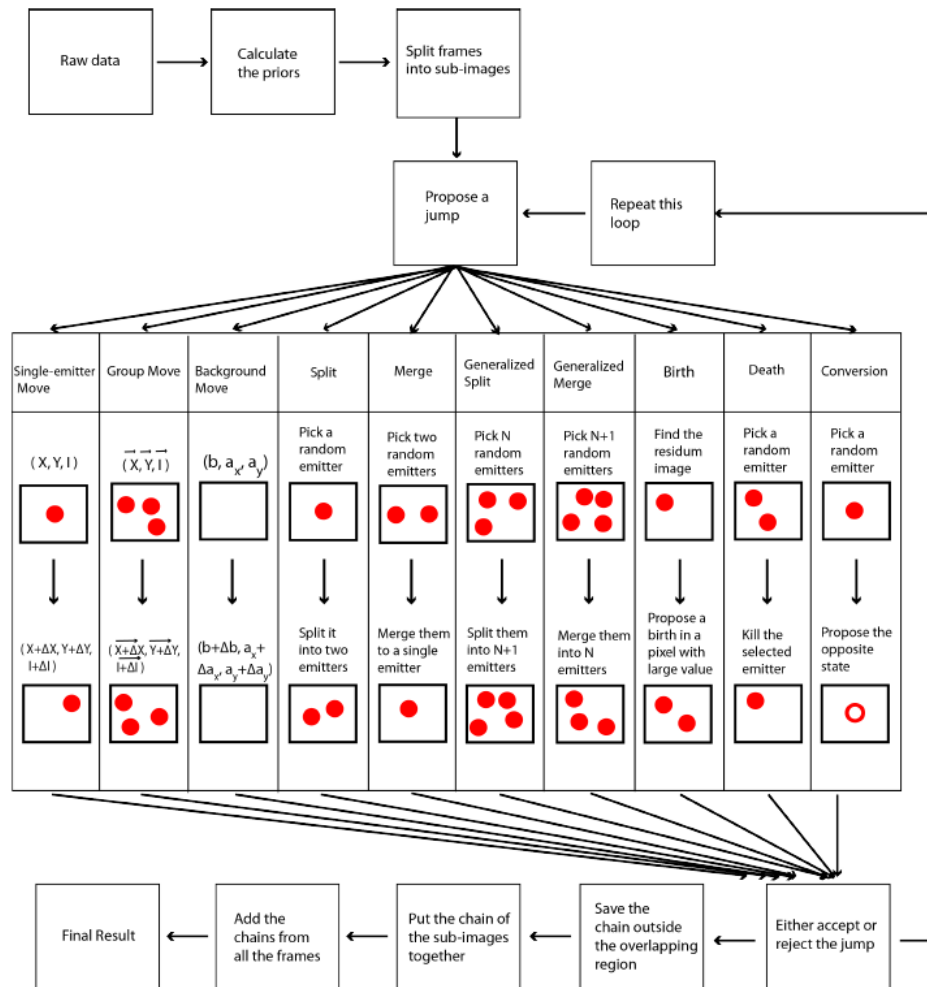 Raw data
Calculate
the priors
Split frames
into sub-images
Propose a
jump
Repeat this
loop
Single-emitter
Move
Group Move
Background
Move
Split
Merge
Generalized
Split
Generalized
Merge
Birth
Death
Conversion
(X, Y, I)
(X, Y, I)
(b, aₓ, a_y)
Pick a
random
emitter
Pick two
random
emitters
Pick N
random
emitters
Pick N+1
random
emitters
Find the
residum
image
Pick a
random
emitter
Pick a
random
emitter
(X+ΔX, Y+ΔY,
I+ΔI)
(X+ΔX, Y+ΔY,
I+ΔI)
(b+Δb, aₓ+
Δaₓ, a_y+Δa_y)
Split it
into two
emitters
Merge them
to a single
emitter
Split them
into N+1
emitters
Merge them
into N
emitters
Propose a
birth in a
pixel with
large value
Kill the
selected
emitter
Propose the
opposite
state
Final Result
Add the
chains from
all the frames
Put the chain of
the sub-images
together
Save the
chain outside
the overlapping
region
Either accept or
reject the jump